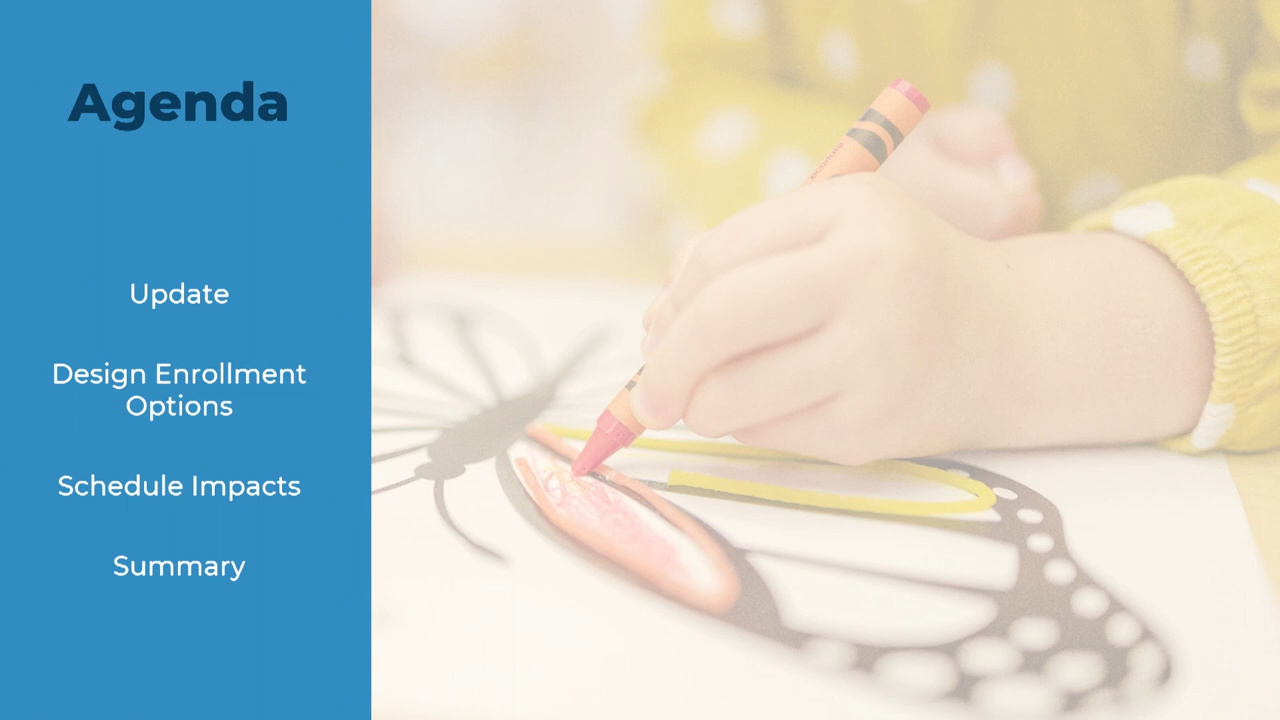 Agenda
Update
Design Enrollment
Options
Schedule Impacts
Summary